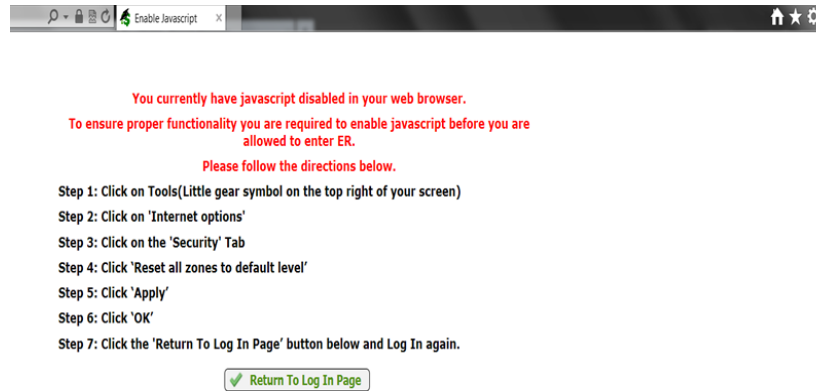 Enable Javascript
You currently have javascript disabled in your web browser.
To ensure proper functionality you are required to enable javascript before you are
allowed to enter ER.
Please follow the directions below.
Step 1: Click on Tools(Little gear symbol on the top right of your screen)
Step 2: Click on 'Internet options'
Step 3: Click on the 'Security' Tab
Step 4: Click ‘Reset all zones to default level’
Step 5: Click ‘Apply’
Step 6: Click ‘OK’
Step 7: Click the 'Return To Log In Page’ button below and Log In again.
Return To Log In Page